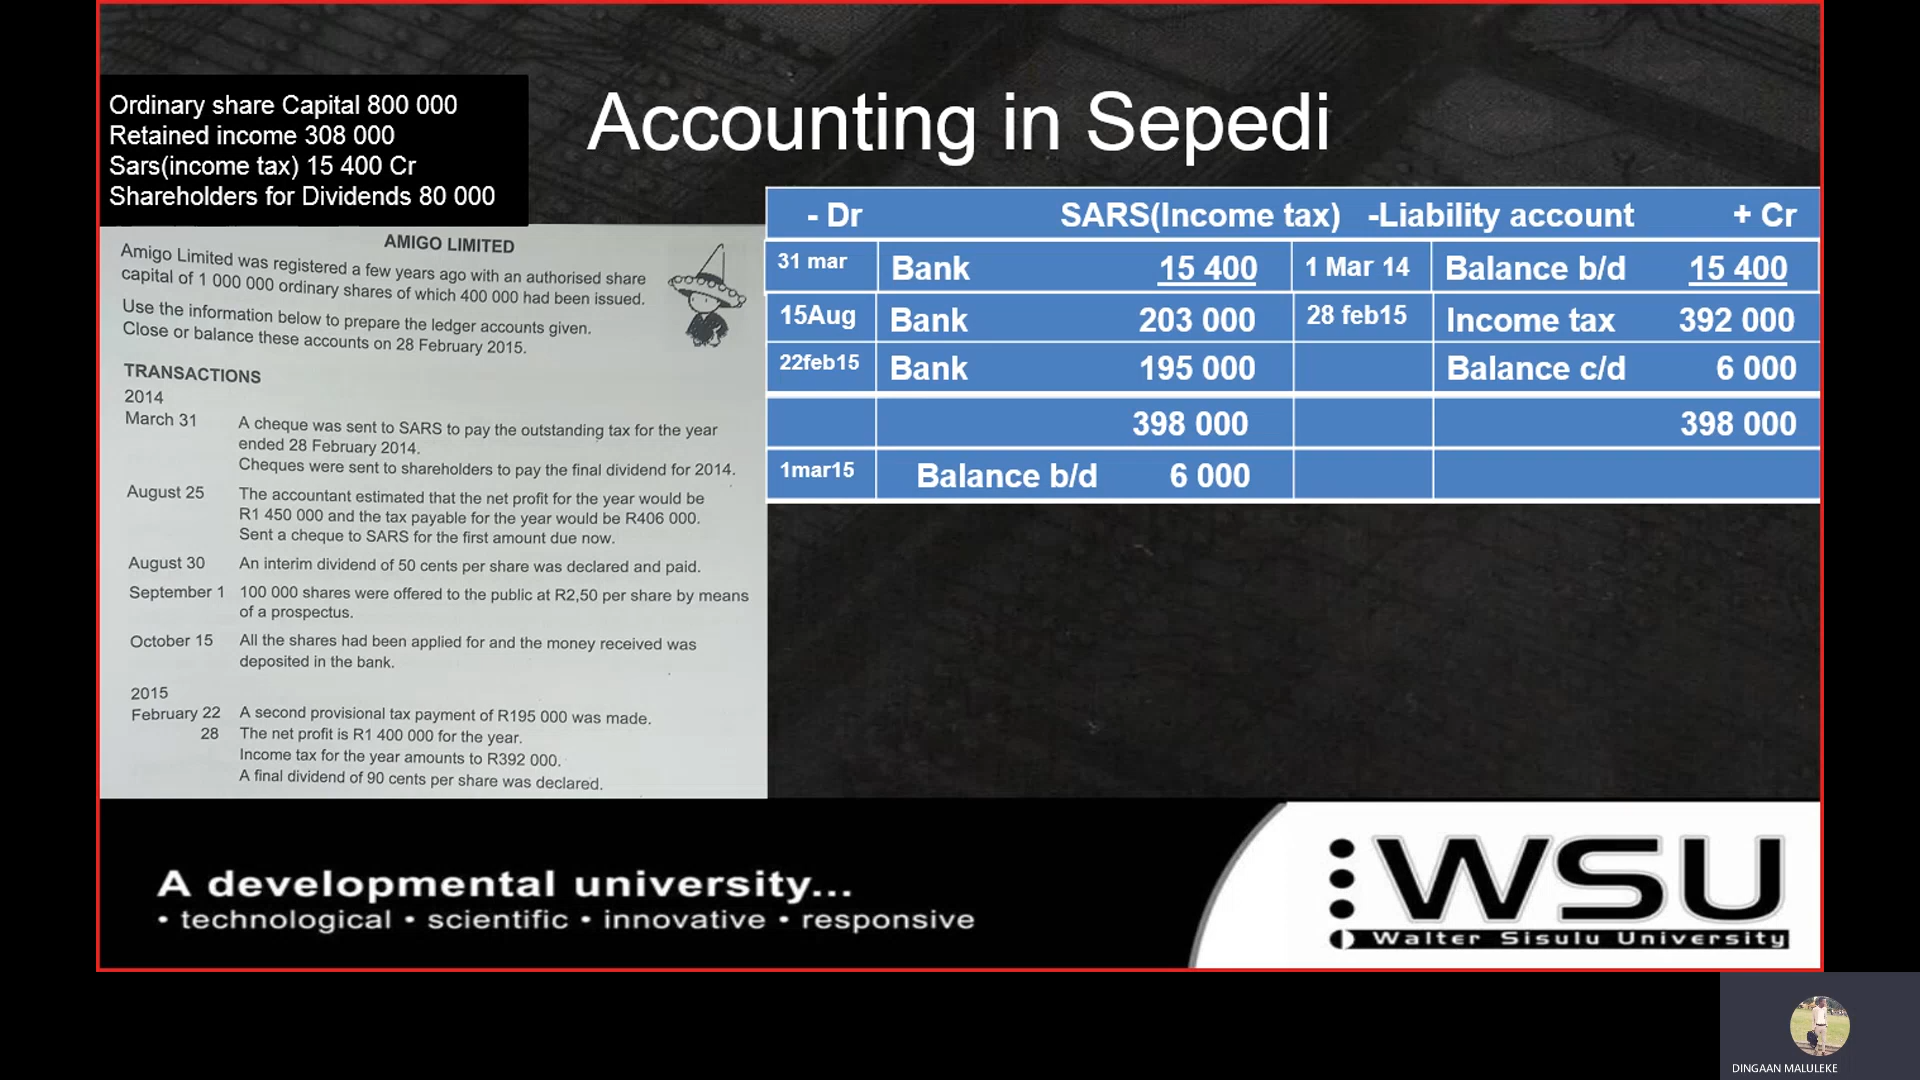 Ordinary share Capital 800 000
Retained income 308 000
Sars(income tax) 15 400 Cr
Shareholders for Dividends 80 000
Accounting in Sepedi
AMIGO LIMITED
Amigo Limited was registered a few years ago with an authorised share
capital of 1 000 000 ordinary shares of which 400 000 had been issued.
Use the information below to prepare the ledger accounts given.
Close or balance these accounts on 28 February 2015.
TRANSACTIONS
2014
March 31 A cheque was sent to SARS to pay the outstanding tax for the year
ended 28 February 2014.
Cheques were sent to shareholders to pay the final dividend for 2014.
August 25 The accountant estimated that the net profit for the year would be
R1 450 000 and the tax payable for the year would be R406 000.
Sent a cheque to SARS for the first amount due now.
August 30 An interim dividend of 50 cents per share was declared and paid.
September 1 100 000 shares were offered to the public at R2,50 per share by means
of a prospectus.
October 15 All the shares had been applied for and the money received was
deposited in the bank.
2015
February 22 A second provisional tax payment of R195 000 was made.
28 The net profit is R1 400 000 for the year.
Income tax for the year amounts to R392 000.
A final dividend of 90 cents per share was declared.
- Dr SARS(Income tax) -Liability account + Cr
31 mar Bank 15 400 1 Mar 14 Balance b/d 15 400
15Aug Bank 203 000 28 feb15 Income tax 392 000
22feb15 Bank 195 000 Balance c/d 6 000
398 000 398 000
1mar15 Balance b/d 6 000
A developmental university...
• technological • scientific • innovative • responsive
WSU
Walter Sisulu University
DINGAAN MALULEKE